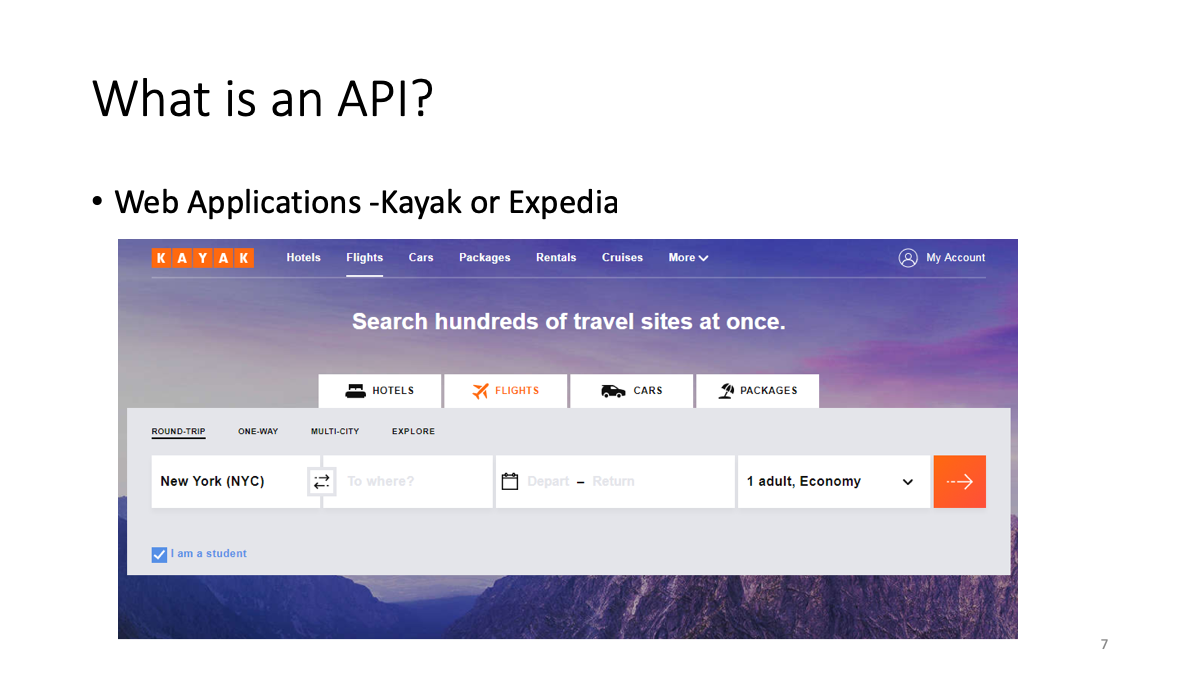 What is an API?
• Web Applications -Kayak or Expedia
KAYAK Hotels Flights Cars Packages Rentals Cruises More My Account
Search hundreds of travel sites at once.
HOTELS FLIGHTS CARS PACKAGES
ROUND-TRIP ONE-WAY MULTI-CITY EXPLORE
New York (NYC) To where? Depart – Return 1 adult, Economy
I am a student
7